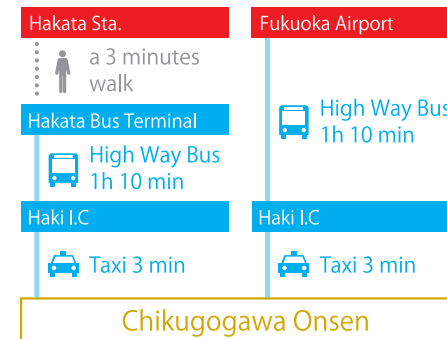 Hakata Sta.
a 3 minutes
walk
Hakata Bus Terminal
High Way Bus
1h 10 min
Haki I.C
Taxi 3 min
Fukuoka Airport
High Way Bus
1h 10 min
Haki I.C
Taxi 3 min
Chikugogawa Onsen